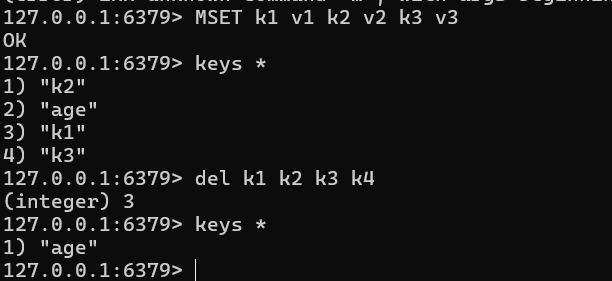 127.0.0.1:6379> MSET k1 v1 k2 v2 k3 v3
OK
127.0.0.1:6379> keys *
1) "k2"
2) "age"
3) "k1"
4) "k3"
127.0.0.1:6379> del k1 k2 k3 k4
(integer) 3
127.0.0.1:6379> keys *
1) "age"
127.0.0.1:6379>